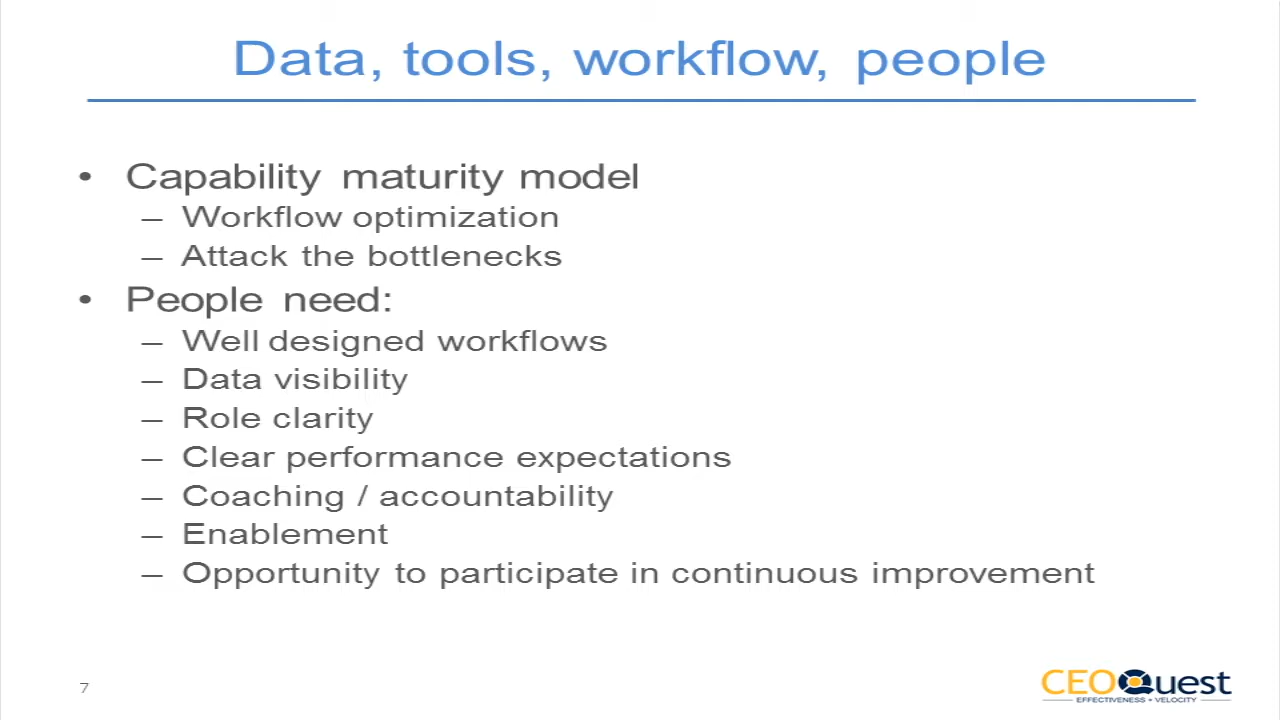 Data, tools, workflow, people
• Capability maturity model
– Workflow optimization
– Attack the bottlenecks
• People need:
– Well designed workflows
– Data visibility
– Role clarity
– Clear performance expectations
– Coaching / accountability
– Enablement
– Opportunity to participate in continuous improvement
7
CEOQuest
EFFECTIVENESS • VELOCITY